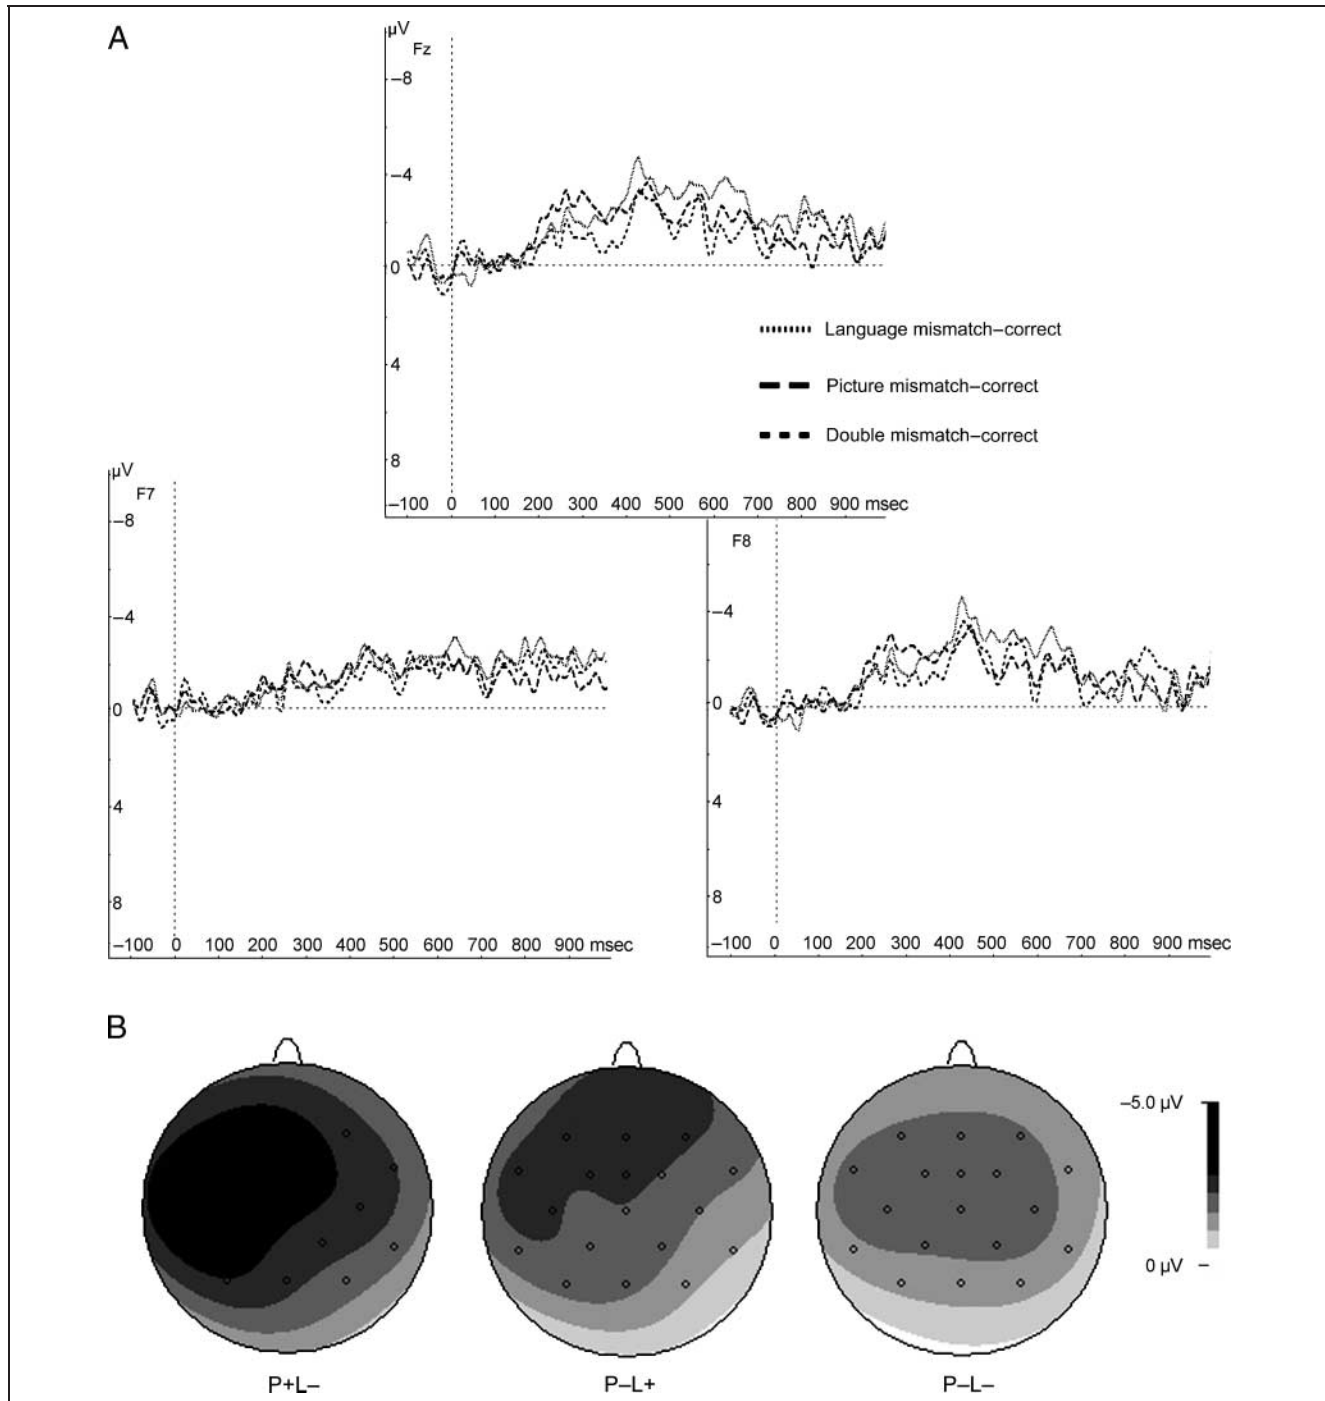 A
µV
Fz
–8
–4
0
4
8
–100 0 100 200 300 400 500 600 700 800 900 msec
Language mismatch–correct
Picture mismatch–correct
Double mismatch–correct
µV
F7
–8
–4
0
4
8
–100 0 100 200 300 400 500 600 700 800 900 msec
F8
–4
0
4
8
–100 0 100 200 300 400 500 600 700 800 900
B
–5.0 µV
0 µV –
P+L– P–L+ P–L–